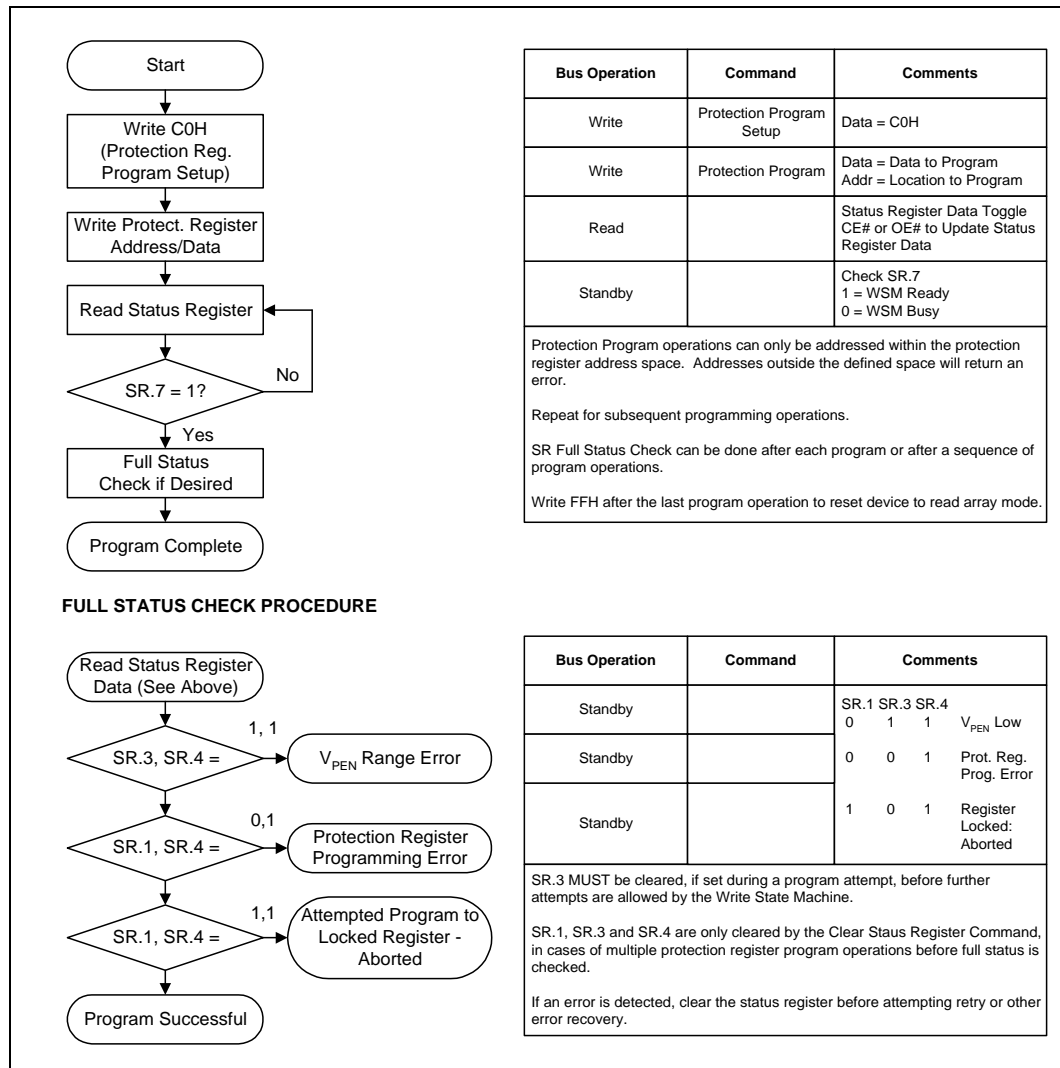 Start
Write C0H
(Protection Reg.
Program Setup)
Write Protect. Register
Address/Data
Read Status Register
SR.7 = 1?
No
Yes
Full Status
Check if Desired
Program Complete
Bus Operation Command Comments
Write Protection Program Setup Data = C0H
Write Protection Program Data = Data to Program
Addr = Location to Program
Read Status Register Data Toggle
CE# or OE# to Update Status
Register Data
Standby Check SR.7
1 = WSM Ready
0 = WSM Busy
Protection Program operations can only be addressed within the protection
register address space. Addresses outside the defined space will return an
error.
Repeat for subsequent programming operations.
SR Full Status Check can be done after each program or after a sequence of
program operations.
Write FFH after the last program operation to reset device to read array mode.
FULL STATUS CHECK PROCEDURE
Read Status Register
Data (See Above)
SR.3, SR.4 =
1, 1
VPEN Range Error
SR.1, SR.4 =
0,1
Protection Register
Programming Error
SR.1, SR.4 =
1,1
Attempted Program to
Locked Register -
Aborted
Program Successful
Bus Operation Command Comments
Standby SR.1 SR.3 SR.4
0 1 1 VPEN Low
Standby 0 0 1 Prot. Reg.
Prog. Error
Standby 1 0 1 Register
Locked:
Aborted
SR.3 MUST be cleared, if set during a program attempt, before further
attempts are allowed by the Write State Machine.
SR.1, SR.3 and SR.4 are only cleared by the Clear Staus Register Command,
in cases of multiple protection register program operations before full status is
checked.
If an error is detected, clear the status register before attempting retry or other
error recovery.